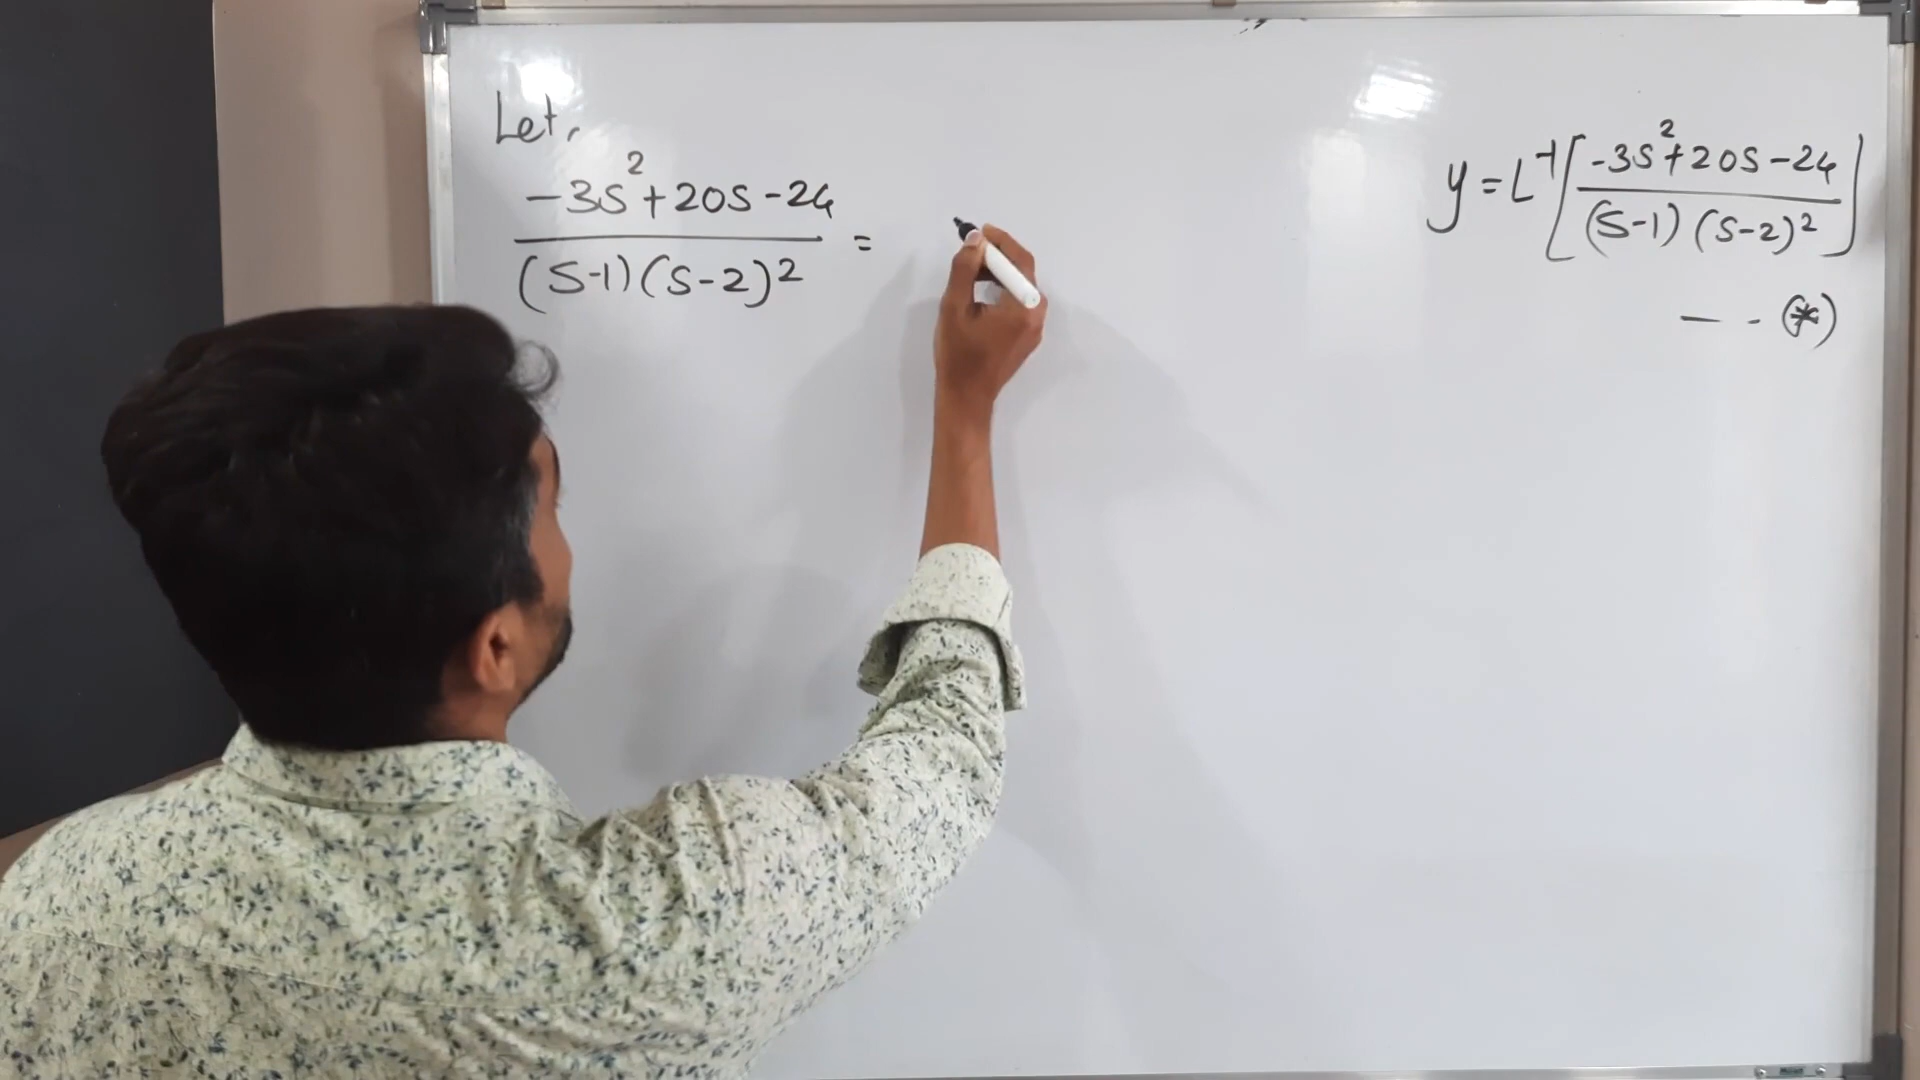 Let,
-3s²+20s-24
(s-1)(s-2)²
=
y = L⁻¹[-3s²+20s-24
(s-1)(s-2)²]
-- (*)